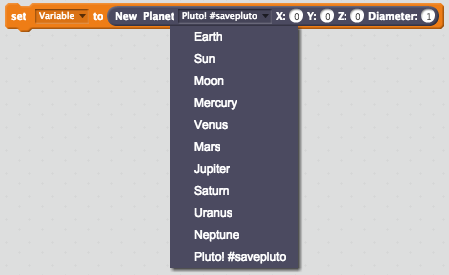 set Variable to New Planet Pluto! #savepluto X: 0 Y: 0 Z: 0 Diameter: 1
Earth
Sun
Moon
Mercury
Venus
Mars
Jupiter
Saturn
Uranus
Neptune
Pluto! #savepluto